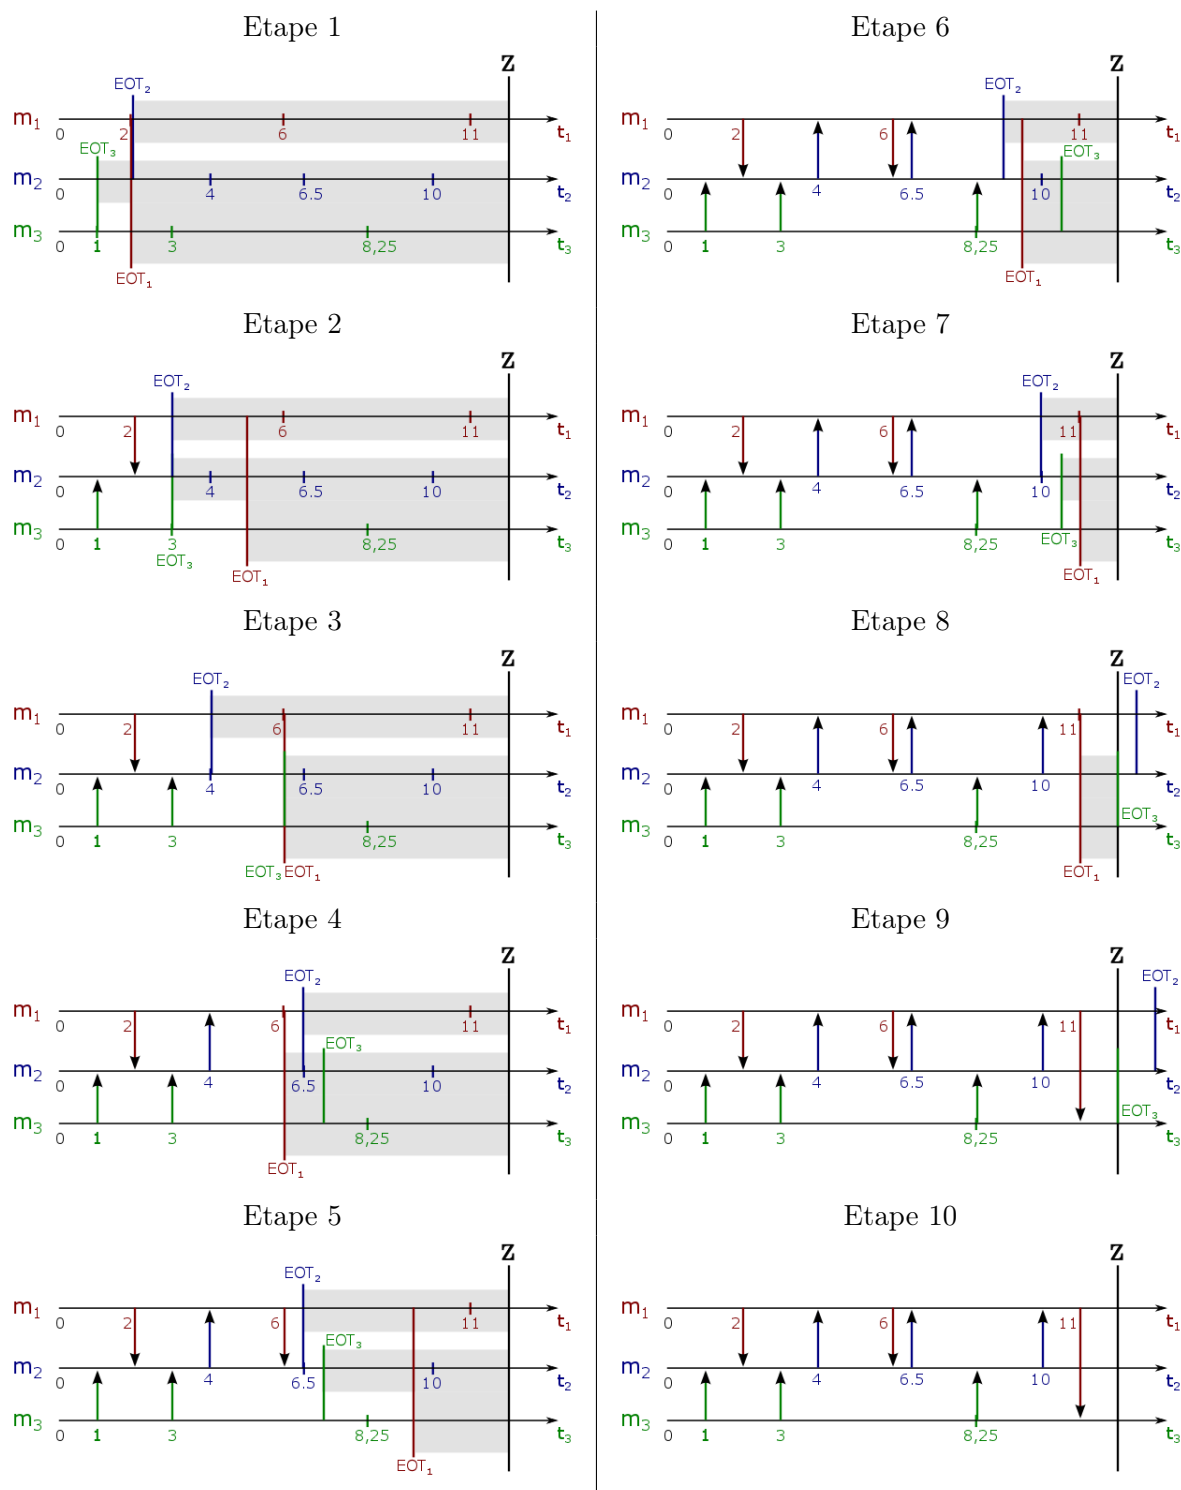 Etape 1
Z
EOT₂
m₁ 0 2 6 11 t₁
EOT₃
m₂ 0 4 6.5 10 t₂
m₃ 0 1 3 8,25 t₃
EOT₁
Etape 2
Z
EOT₂
m₁ 0 2 6 11 t₁
m₂ 0 4 6.5 10 t₂
m₃ 0 1 3 8,25 t₃
EOT₃
EOT₁
Etape 3
Z
EOT₂
m₁ 0 2 6 11 t₁
m₂ 0 4 6.5 10 t₂
m₃ 0 1 3 8,25 t₃
EOT₃ EOT₁
Etape 4
Z
EOT₂
m₁ 0 2 6 11 t₁
EOT₃
m₂ 0 4 6.5 10 t₂
m₃ 0 1 3 8,25 t₃
EOT₁
Etape 5
Z
EOT₂
m₁ 0 2 6 11 t₁
EOT₃
m₂ 0 4 6.5 10 t₂
m₃ 0 1 3 8,25 t₃
EOT₁
Etape 6
Z
EOT₂
m₁ 0 2 6 11 t₁
EOT₃
m₂ 0 4 6.5 10 t₂
m₃ 0 1 3 8,25 t₃
EOT₁
Etape 7
Z
EOT₂
m₁ 0 2 6 11 t₁
m₂ 0 4 6.5 10 t₂
m₃ 0 1 3 8,25 t₃
EOT₃
EOT₁
Etape 8
Z
EOT₂
m₁ 0 2 6 11 t₁
m₂ 0 4 6.5 10 t₂
EOT₃
m₃ 0 1 3 8,25 t₃
EOT₁
Etape 9
Z
EOT₂
m₁ 0 2 6 11 t₁
m₂ 0 4 6.5 10 t₂
EOT₃
m₃ 0 1 3 8,25 t₃
Etape 10
Z
m₁ 0 2 6 11 t₁
m₂ 0 4 6.5 10 t₂
m₃ 0 1 3 8,25 t₃